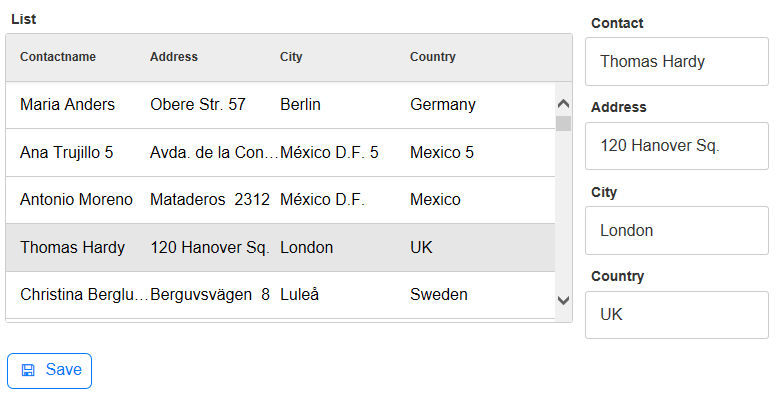 List
Contactname Address City Country
Maria Anders Obere Str. 57 Berlin Germany
Ana Trujillo 5 Avda. de la Con... México D.F. 5 Mexico 5
Antonio Moreno Mataderos 2312 México D.F. Mexico
Thomas Hardy 120 Hanover Sq. London UK
Christina Berglu... Berguvsvägen 8 Luleå Sweden
Save
Contact
Thomas Hardy
Address
120 Hanover Sq.
City
London
Country
UK